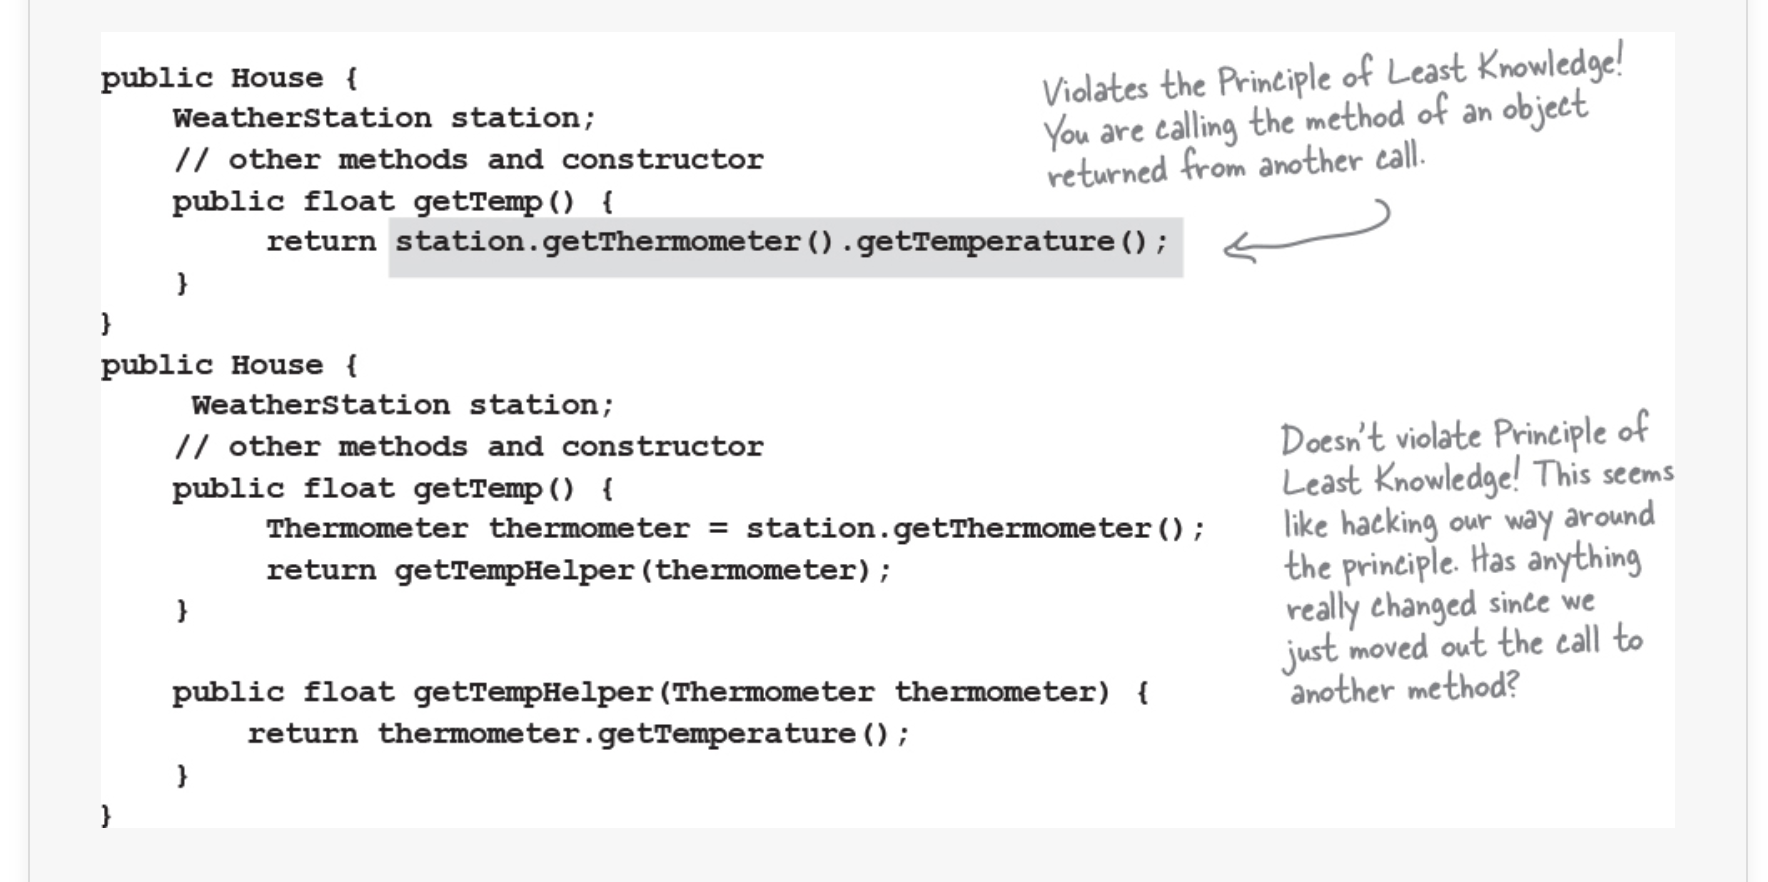 public House {
WeatherStation station;
// other methods and constructor
public float getTemp() {
return station.getThermometer().getTemperature();
}
}
Violates the Principle of Least Knowledge!
You are calling the method of an object
returned from another call.
public House {
WeatherStation station;
// other methods and constructor
public float getTemp() {
Thermometer thermometer = station.getThermometer();
return getTempHelper(thermometer);
}
public float getTempHelper(Thermometer thermometer) {
return thermometer.getTemperature();
}
}
Doesn't violate Principle of
Least Knowledge! This seems
like hacking our way around
the principle. Has anything
really changed since we
just moved out the call to
another method?